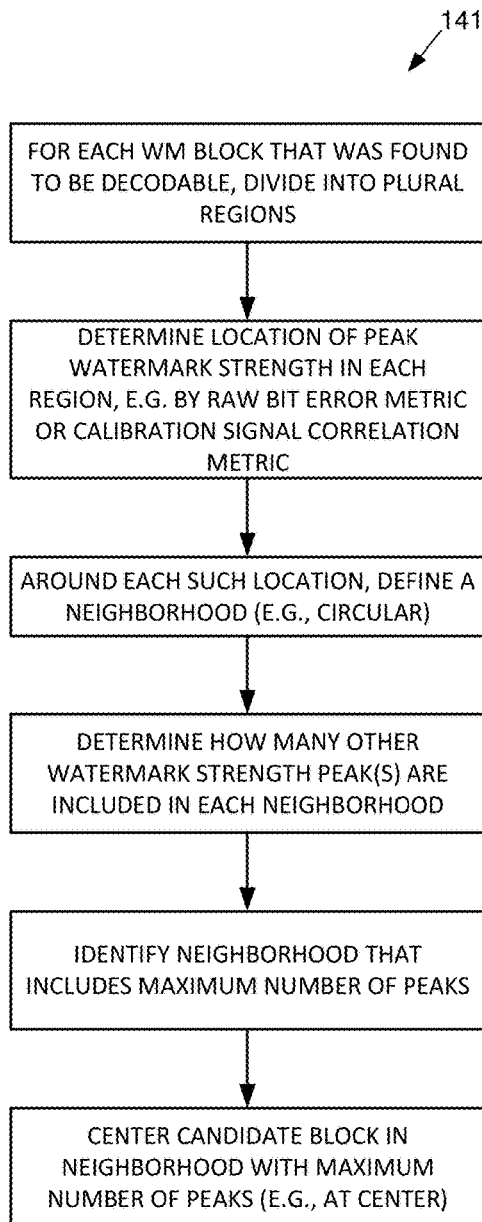 141
FOR EACH WM BLOCK THAT WAS FOUND
TO BE DECODABLE, DIVIDE INTO PLURAL
REGIONS
DETERMINE LOCATION OF PEAK
WATERMARK STRENGTH IN EACH
REGION, E.G. BY RAW BIT ERROR METRIC
OR CALIBRATION SIGNAL CORRELATION
METRIC
AROUND EACH SUCH LOCATION, DEFINE A
NEIGHBORHOOD (E.G., CIRCULAR)
DETERMINE HOW MANY OTHER
WATERMARK STRENGTH PEAK(S) ARE
INCLUDED IN EACH NEIGHBORHOOD
IDENTIFY NEIGHBORHOOD THAT
INCLUDES MAXIMUM NUMBER OF PEAKS
CENTER CANDIDATE BLOCK IN
NEIGHBORHOOD WITH MAXIMUM
NUMBER OF PEAKS (E.G., AT CENTER)